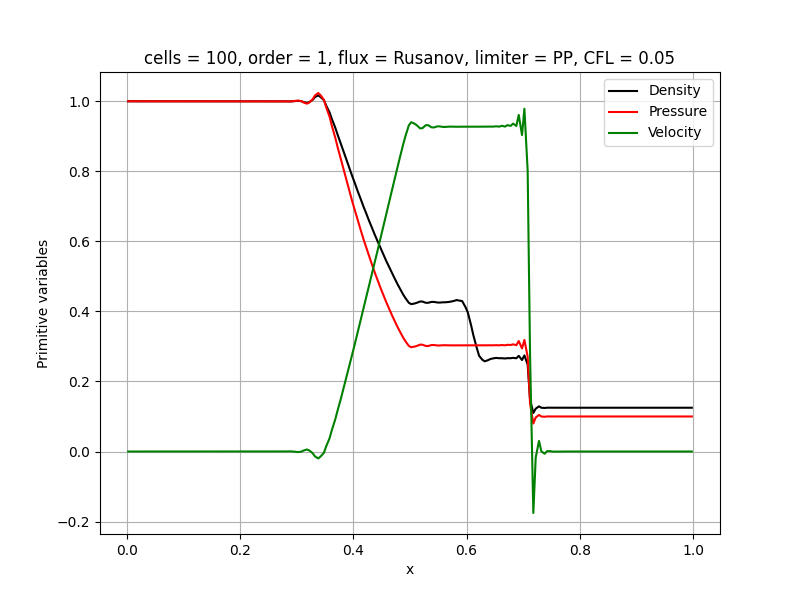 cells = 100, order = 1, flux = Rusanov, limiter = PP, CFL = 0.05
Density
Pressure
Velocity
Primitive variables
1.0
0.8
0.6
0.4
0.2
0.0
−0.2
0.0 0.2 0.4 0.6 0.8 1.0
x